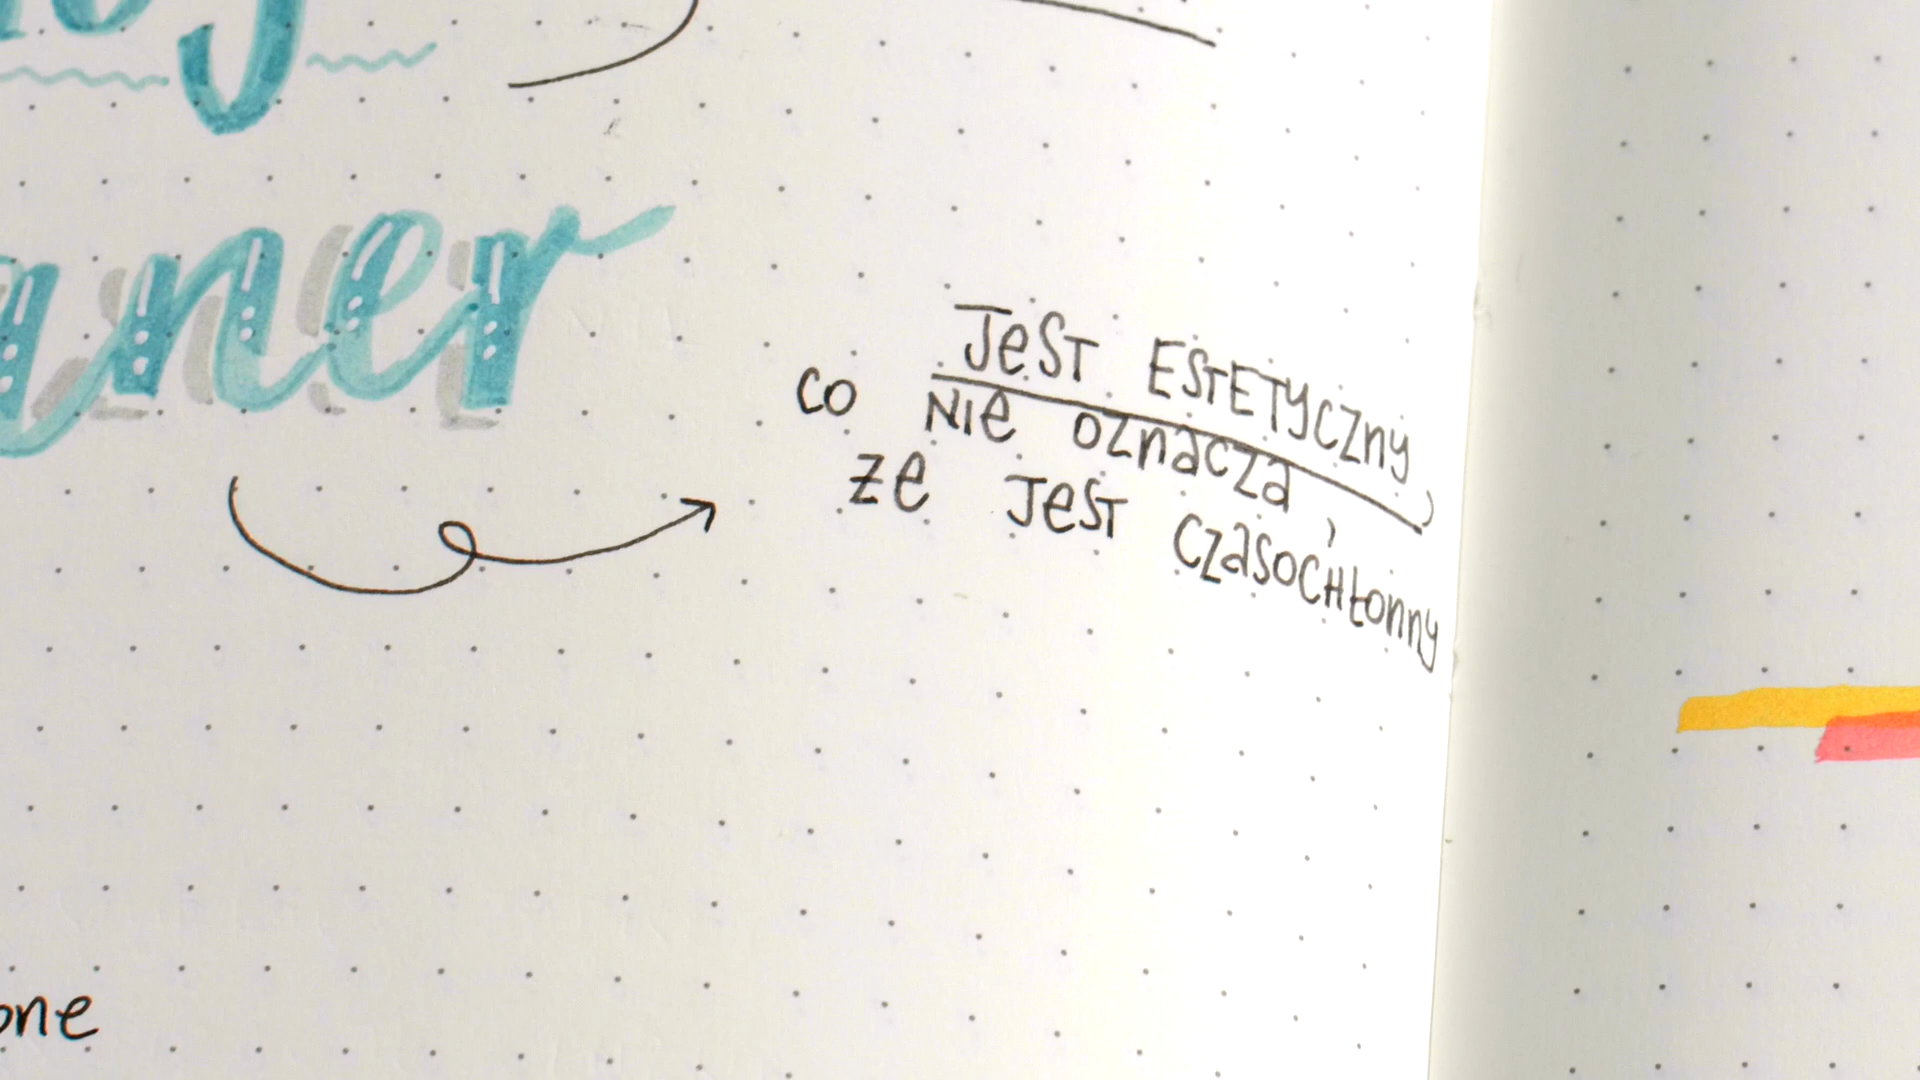 aner
JEST ESTETYCZNY,
co NIE OZNACZA,
ZE JEST CZASOCHŁONNY
one